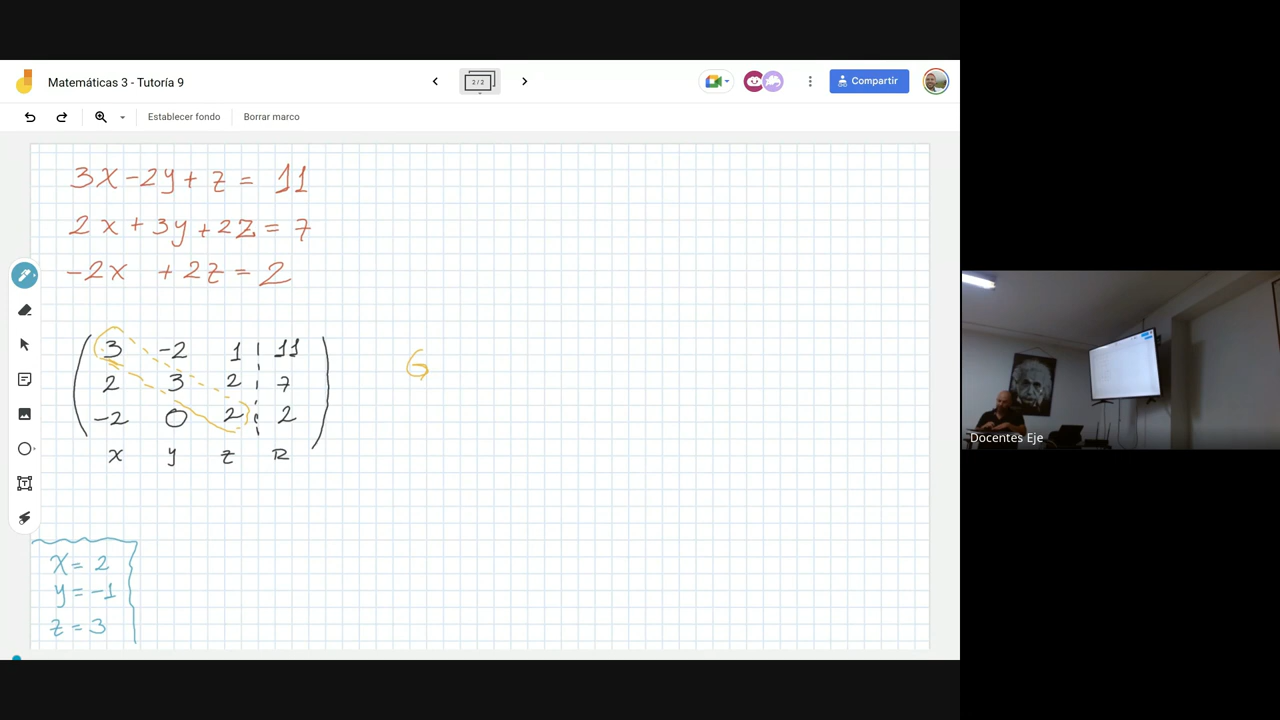 Matemáticas 3 - Tutoría 9
2/2
Compartir
Establecer fondo
Borrar marco
3x-2y+z = 11
2x+3y+2z=7
-2x +2z=2
3 -2 1 11
2 3 2 7
-2 0 2 2
x y z R
G
x=2
y=-1
z=3
Docentes Eje